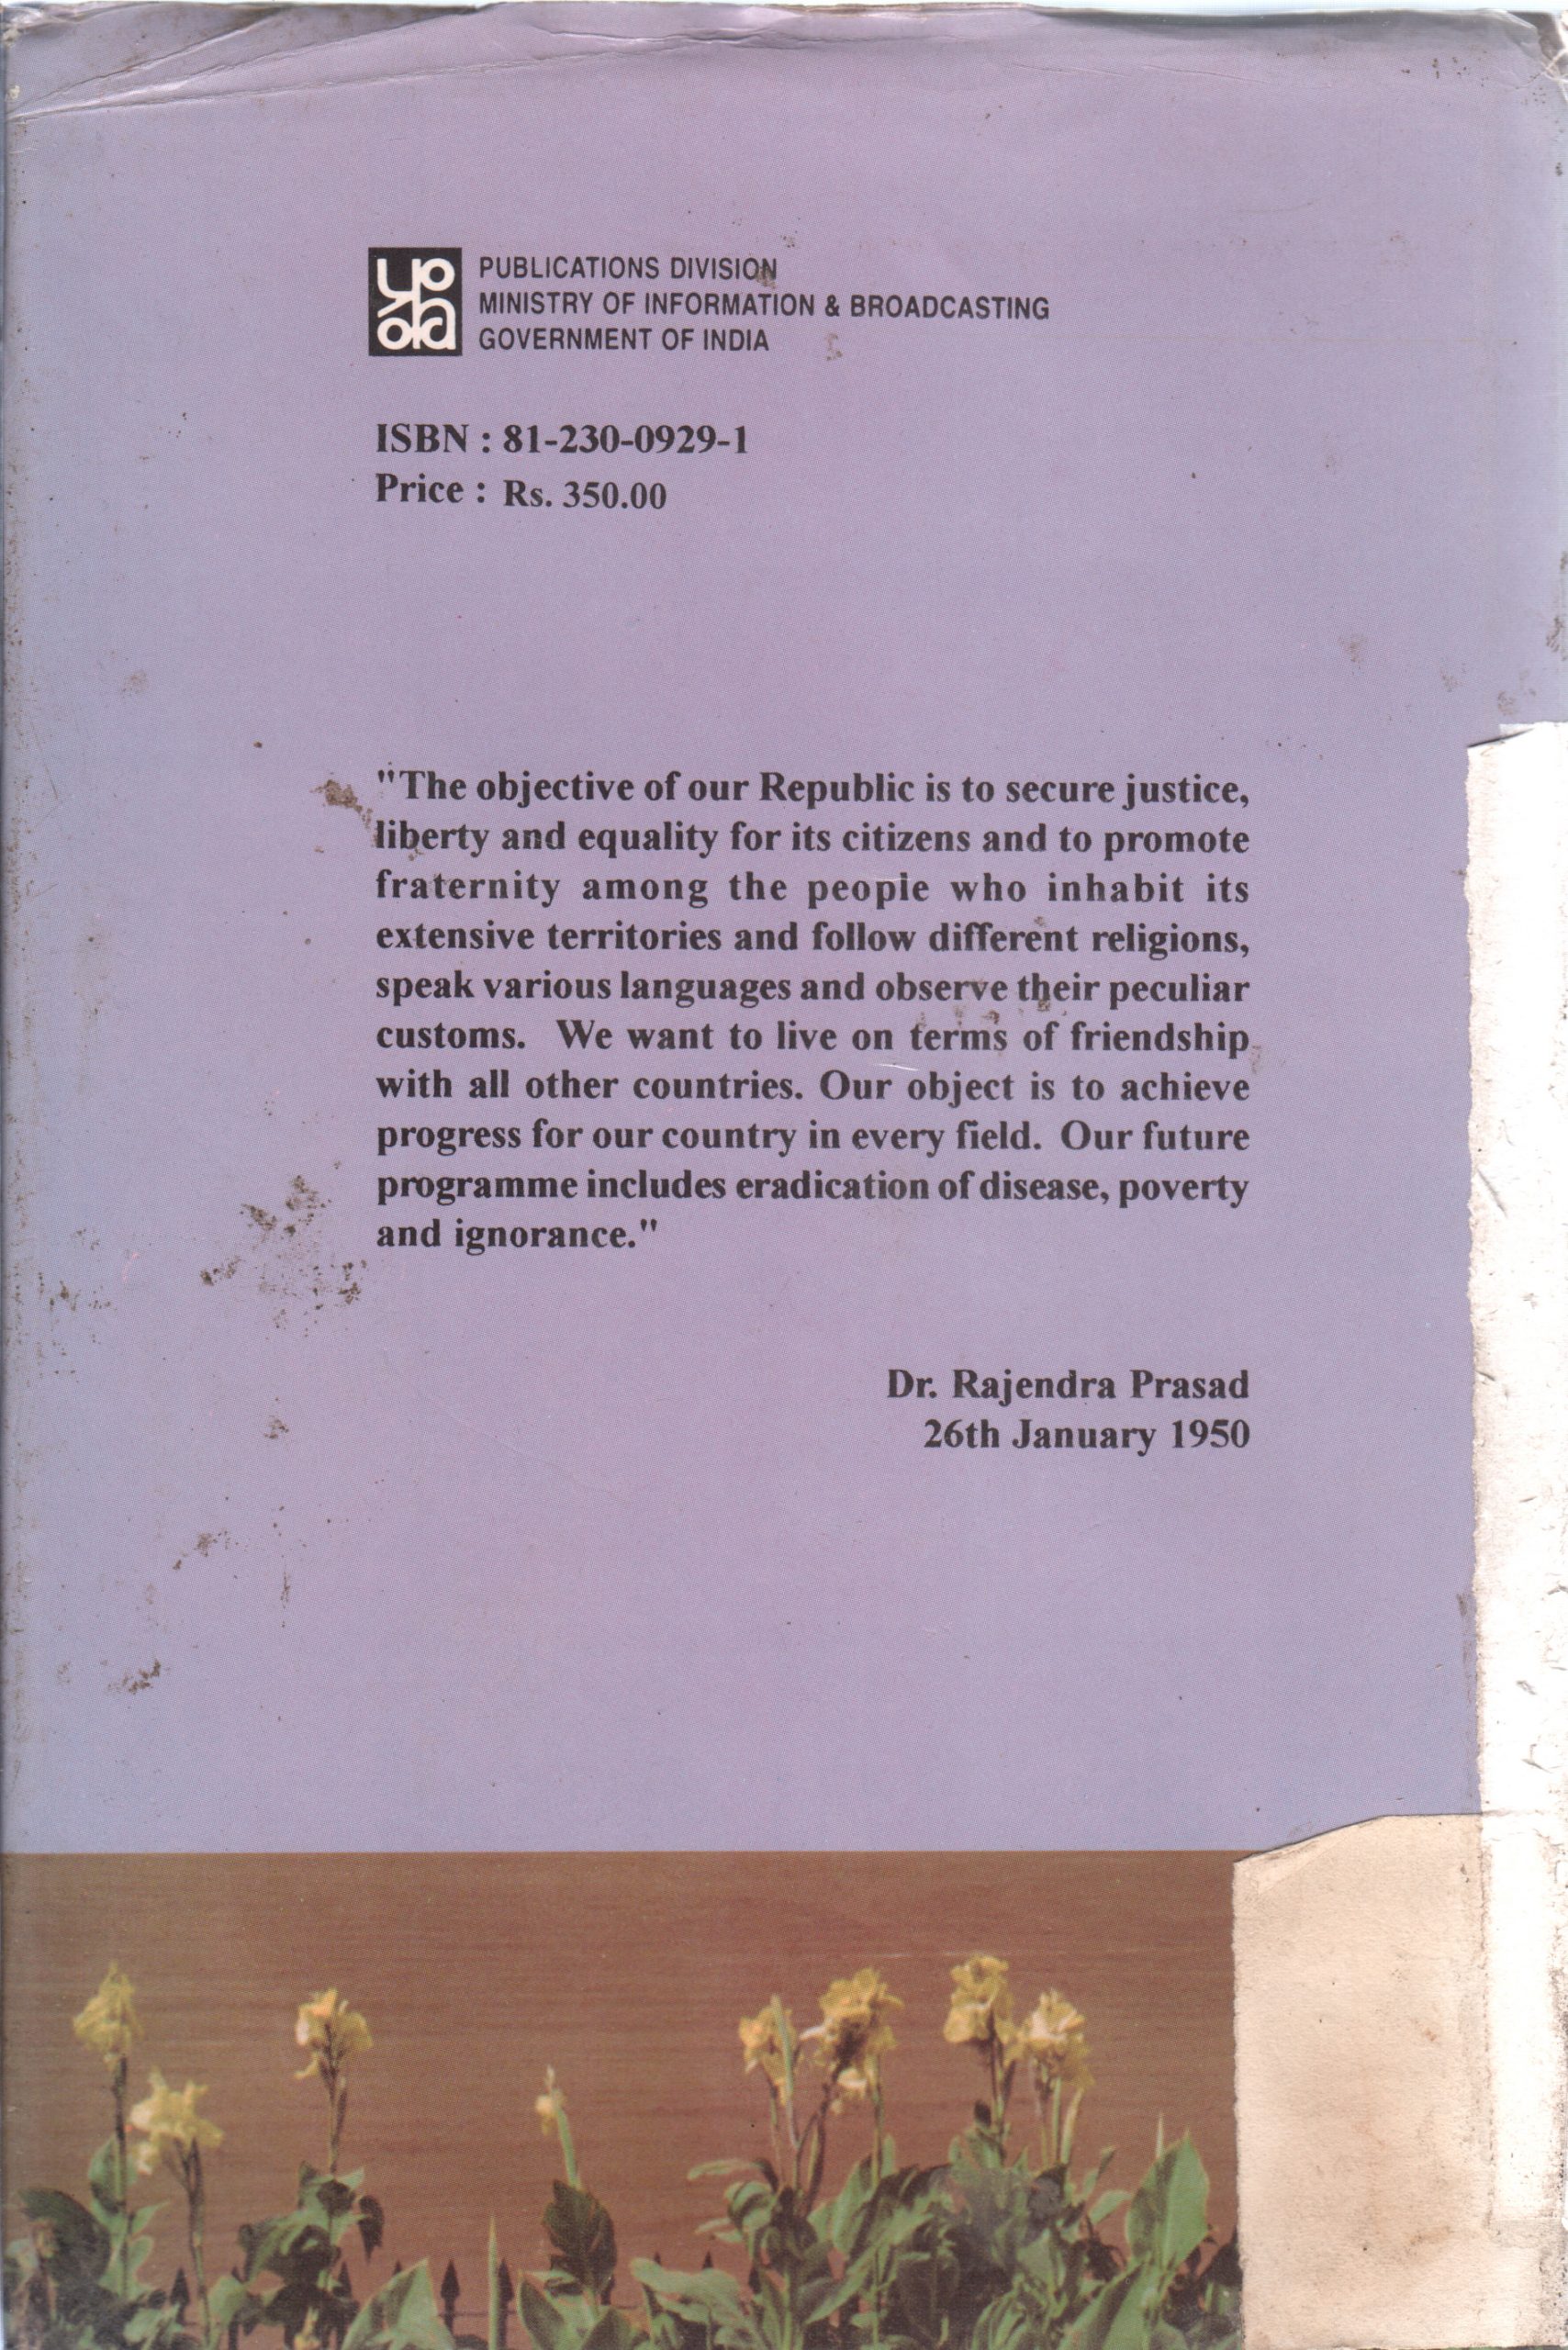 PUBLICATIONS DIVISION
MINISTRY OF INFORMATION & BROADCASTING
GOVERNMENT OF INDIA
ISBN : 81-230-0929-1
Price : Rs. 350.00
"The objective of our Republic is to secure justice,
liberty and equality for its citizens and to promote
fraternity among the people who inhabit its
extensive territories and follow different religions,
speak various languages and observe their peculiar
customs. We want to live on terms of friendship
with all other countries. Our object is to achieve
progress for our country in every field. Our future
programme includes eradication of disease, poverty
and ignorance."
Dr. Rajendra Prasad
26th January 1950